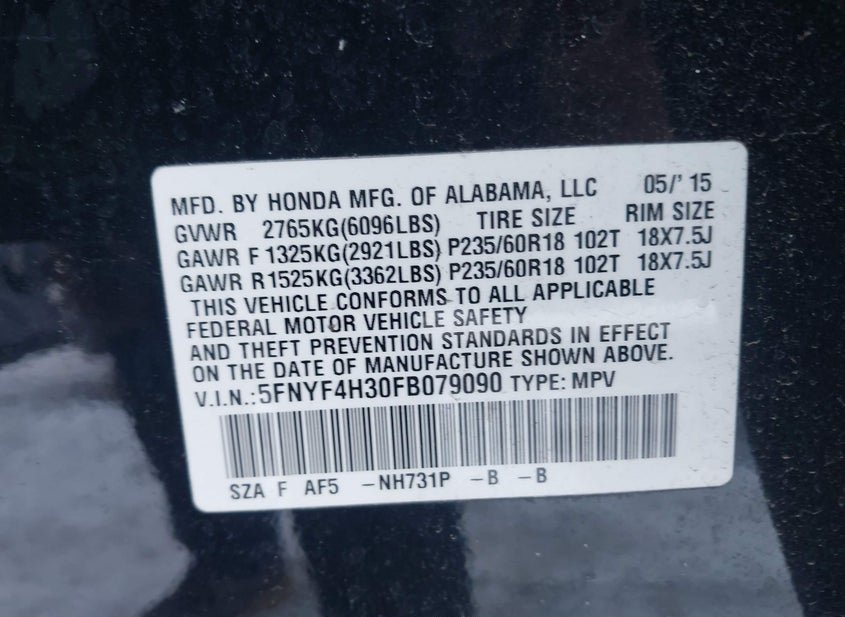 MFD. BY HONDA MFG. OF ALABAMA, LLC 05/'15
GVWR 2765KG(6096LBS) TIRE SIZE RIM SIZE
GAWR F 1325KG(2921LBS) P235/60R18 102T 18X7.5J
GAWR R1525KG(3362LBS) P235/60R18 102T 18X7.5J
THIS VEHICLE CONFORMS TO ALL APPLICABLE
FEDERAL MOTOR VEHICLE SAFETY
AND THEFT PREVENTION STANDARDS IN EFFECT
ON THE DATE OF MANUFACTURE SHOWN ABOVE.
V.I.N.:5FNYF4H30FB079090 TYPE: MPV
SZA F AF5 -NH731P -B -B